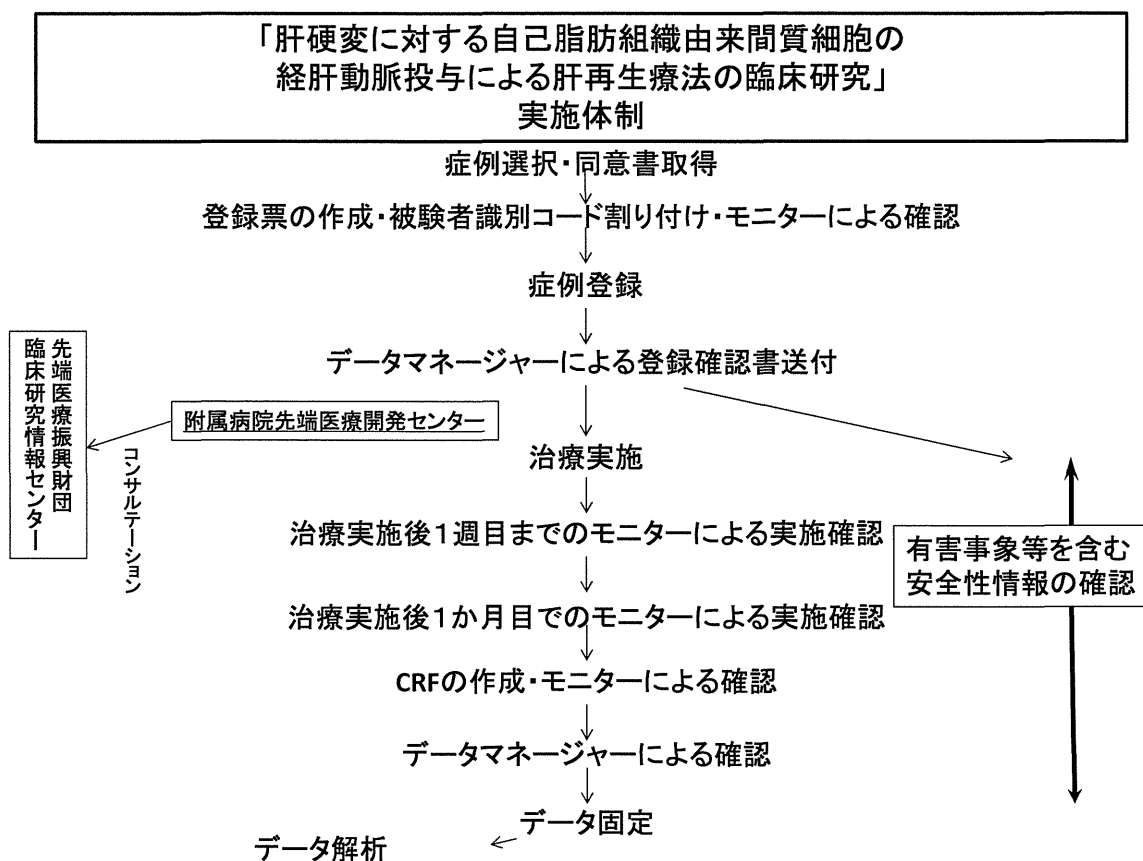 「肝硬変に対する自己脂肪組織由来間質細胞の
経肝動脈投与による肝再生療法の臨床研究」
実施体制
症例選択・同意書取得
登録票の作成・被験者識別コード割り付け・モニターによる確認
症例登録
データマネージャーによる登録確認書送付
先端医療振興財団
臨床研究情報センター
附属病院先端医療開発センター
コンサルテーション
治療実施
治療実施後1週目までのモニターによる実施確認
有害事象等を含む
安全性情報の確認
治療実施後1か月目でのモニターによる実施確認
CRFの作成・モニターによる確認
データマネージャーによる確認
データ固定
データ解析